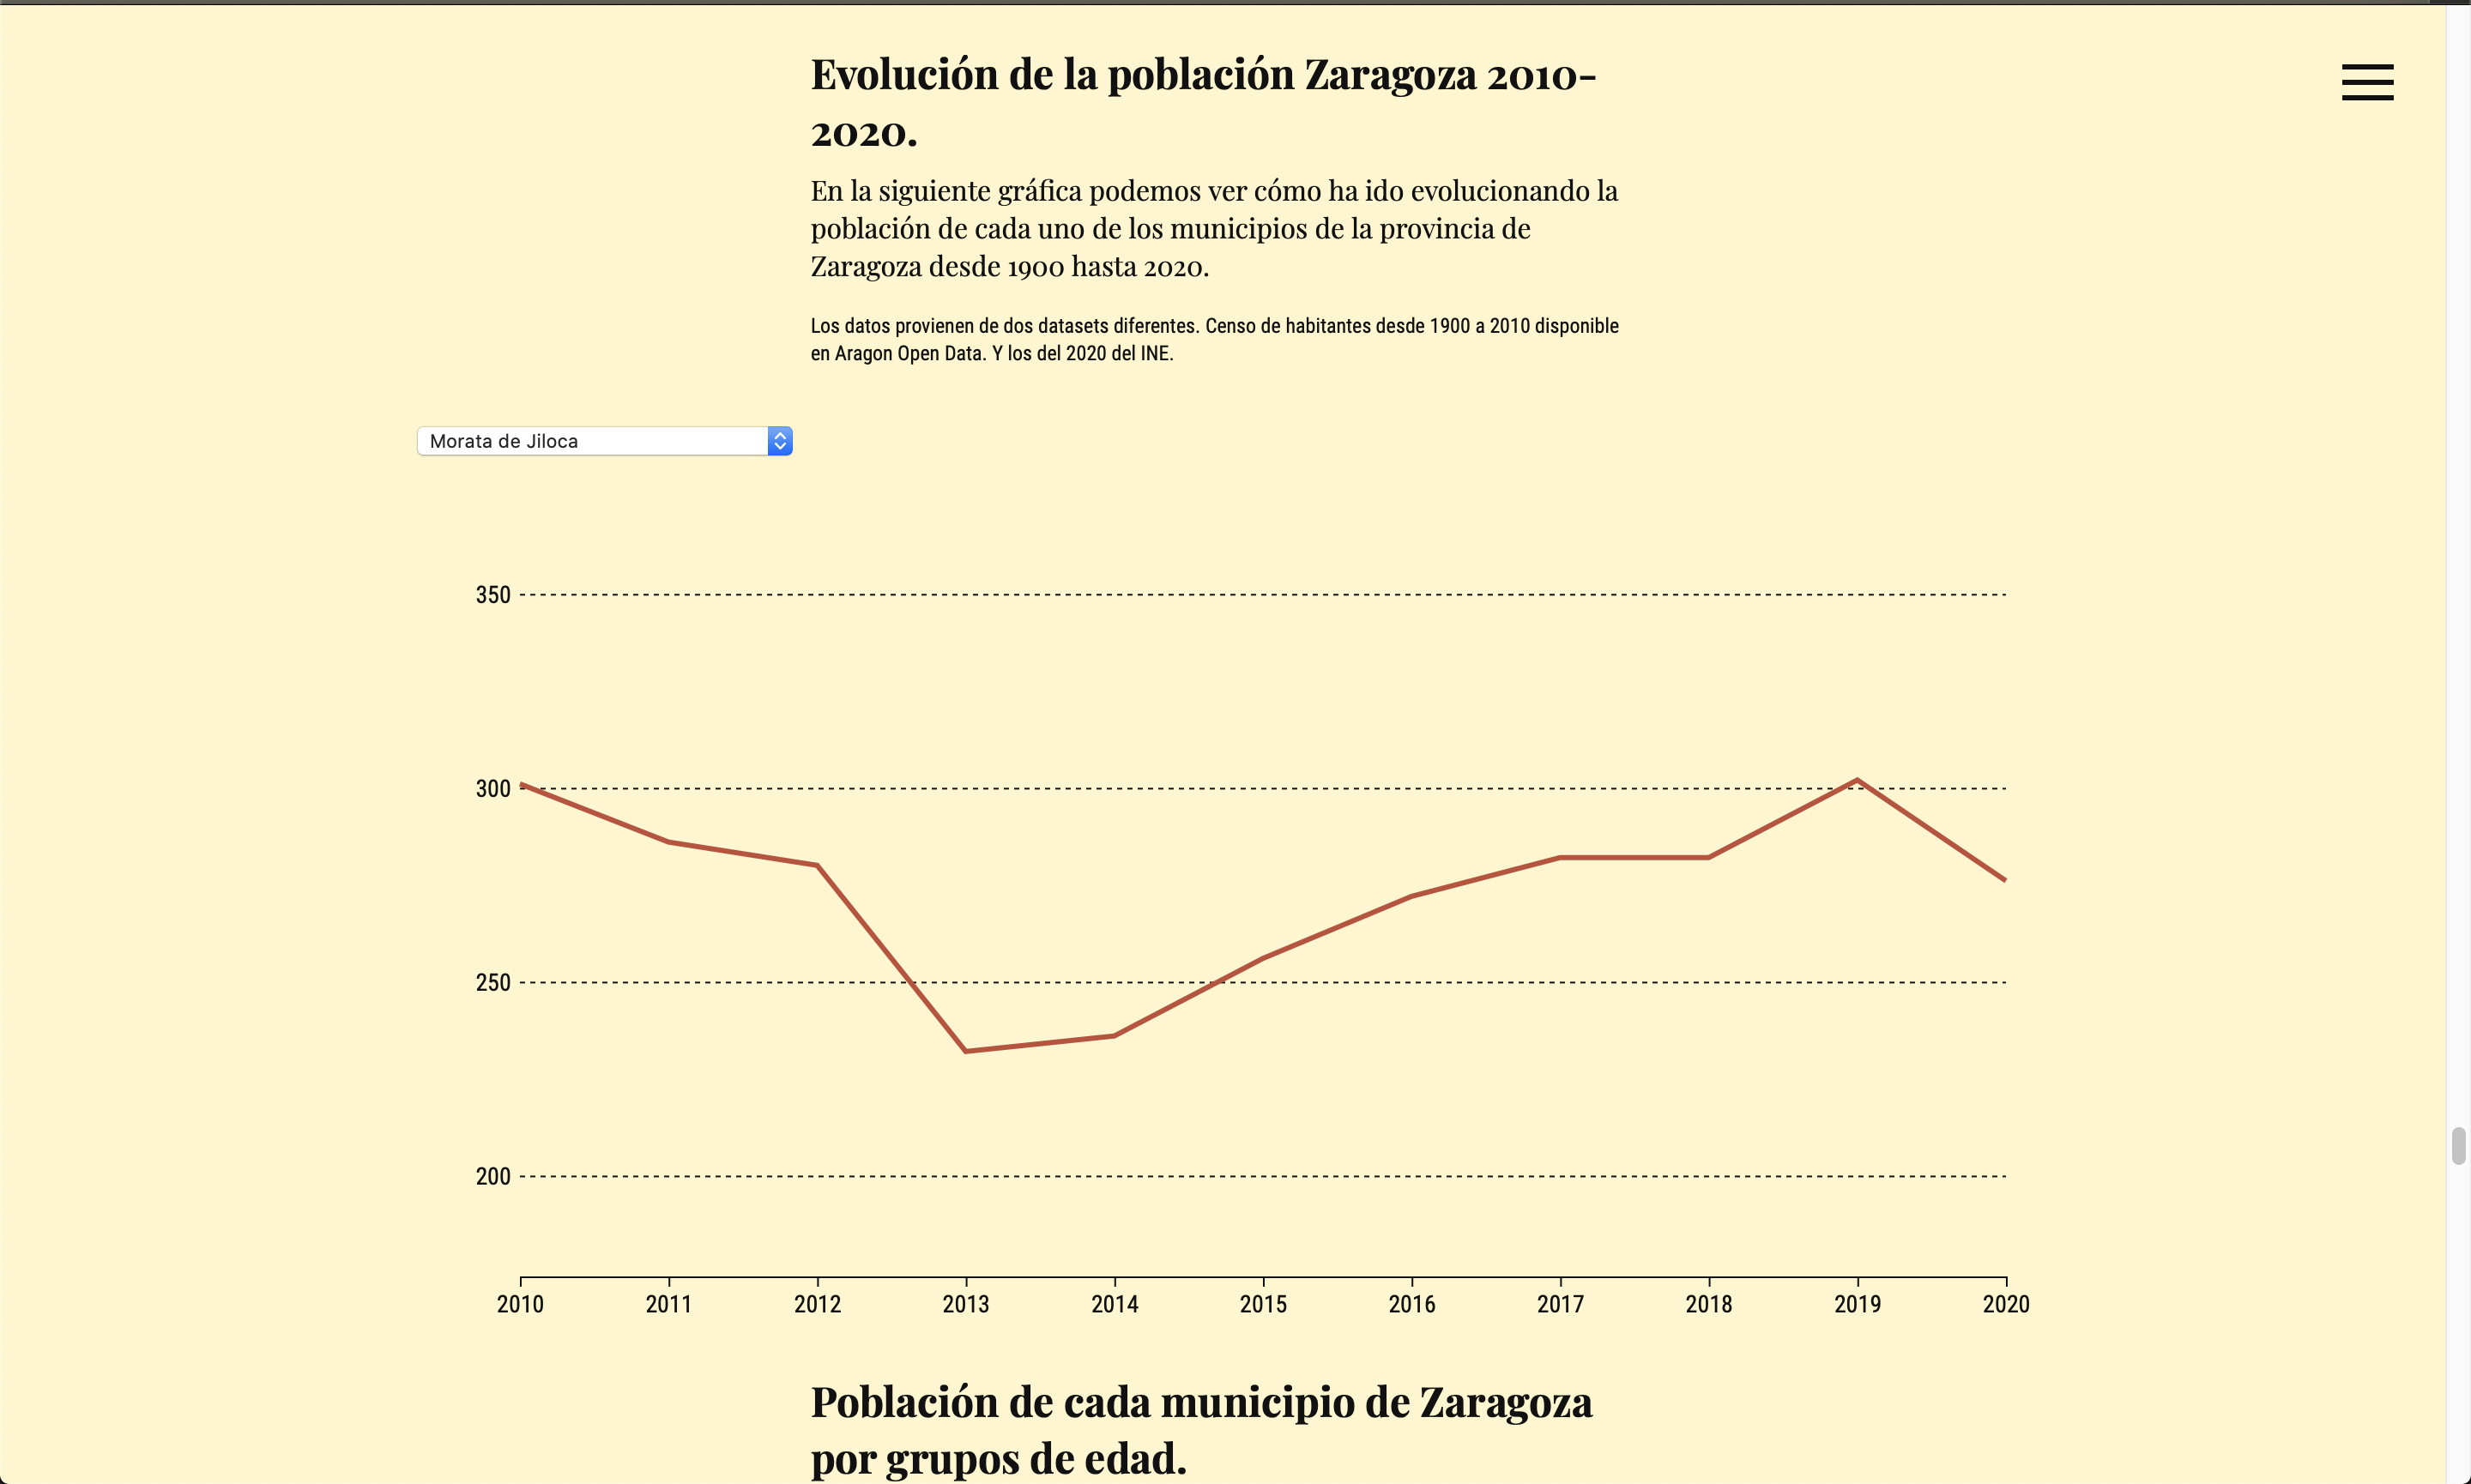 Evolución de la población Zaragoza 2010-
2020.
En la siguiente gráfica podemos ver cómo ha ido evolucionando la
población de cada uno de los municipios de la provincia de
Zaragoza desde 1900 hasta 2020.
Los datos provienen de dos datasets diferentes. Censo de habitantes desde 1900 a 2010 disponible
en Aragon Open Data. Y los del 2020 del INE.
Morata de Jiloca
350
300
250
200
2010 2011 2012 2013 2014 2015 2016 2017 2018 2019 2020
Población de cada municipio de Zaragoza
por grupos de edad.